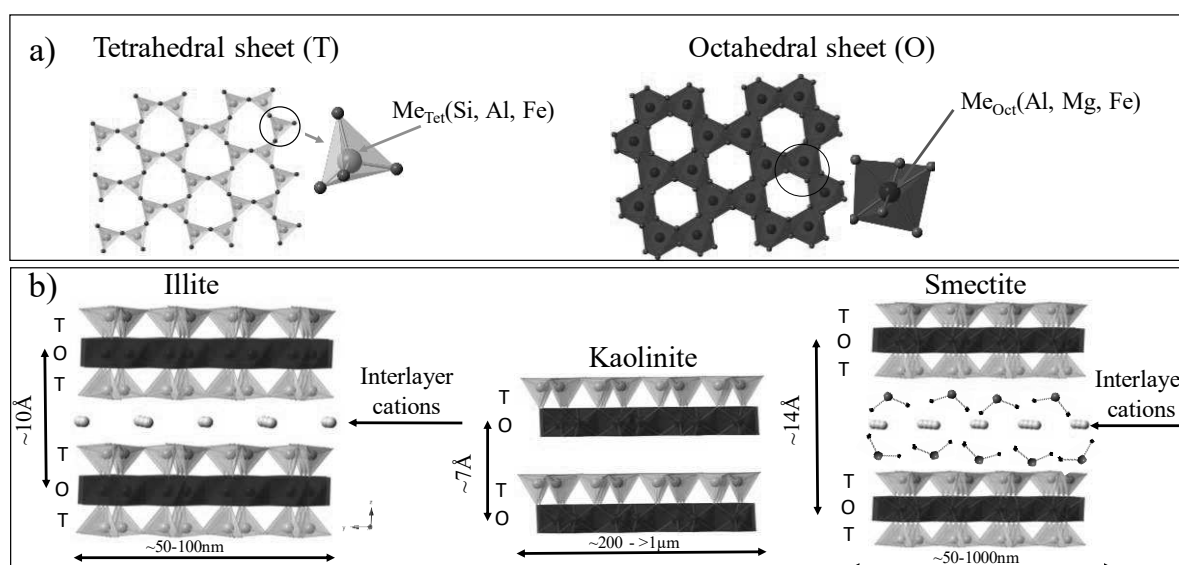 a)
Tetrahedral sheet (T)
Octahedral sheet (O)
Me_Tet(Si, Al, Fe)
Me_Oct(Al, Mg, Fe)
b)
Illite
Kaolinite
Smectite
T
O
T
~10Å
T
O
T
~50-100nm
Interlayer
cations
T
O
~7Å
T
O
~200 - >1μm
T
O
T
~14Å
T
O
T
~50-1000nm
Interlaye
cations